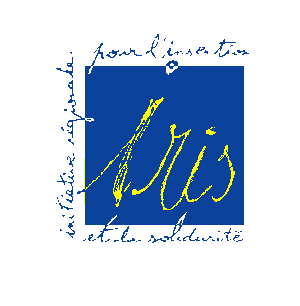 initiative régionale
pour l'insertion
Iris
et la solidarité